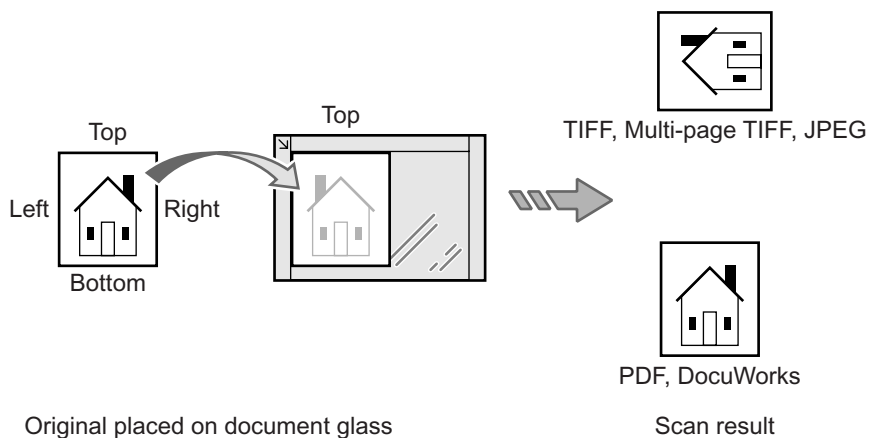 Top
Left
Right
Bottom
Top
TIFF, Multi-page TIFF, JPEG
PDF, DocuWorks
Original placed on document glass
Scan result